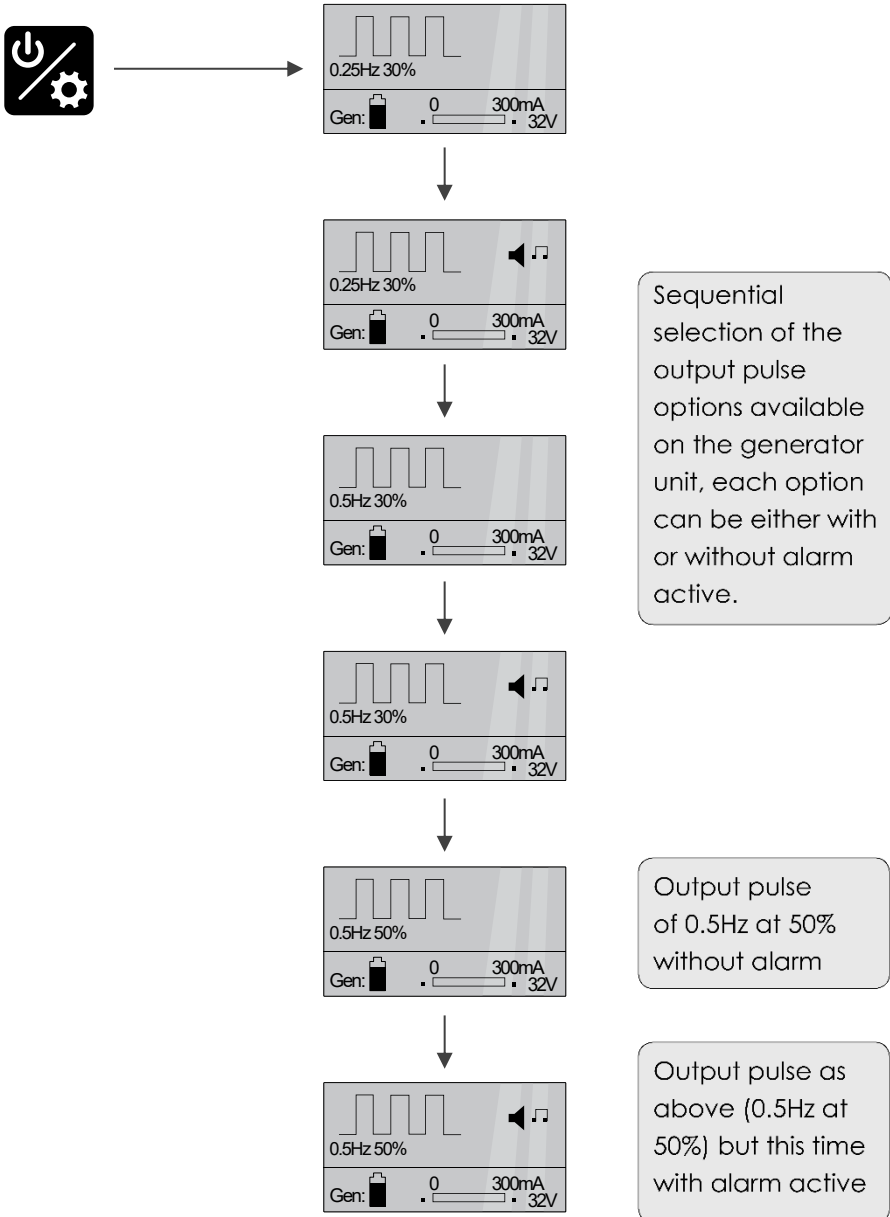 0.25Hz 30%
Gen: 0 300mA
32V
0.25Hz 30%
Gen: 0 300mA
32V
Sequential
selection of the
output pulse
options available
on the generator
unit, each option
can be either with
or without alarm
active.
0.5Hz 30%
Gen: 0 300mA
32V
0.5Hz 30%
Gen: 0 300mA
32V
0.5Hz 50%
Gen: 0 300mA
32V
Output pulse
of 0.5Hz at 50%
without alarm
0.5Hz 50%
Gen: 0 300mA
32V
Output pulse as
above (0.5Hz at
50%) but this time
with alarm active